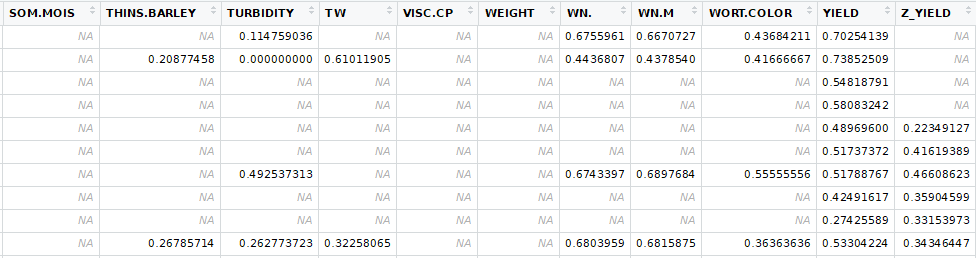 SOM.MOIS THINS.BARLEY TURBIDITY TW VISC.CP WEIGHT WN. WN.M WORT.COLOR YIELD Z_YIELD
NA NA 0.114759036 NA NA NA 0.6755961 0.6670727 0.43684211 0.70254139 NA
NA 0.20877458 0.000000000 0.61011905 NA NA 0.4436807 0.4378540 0.41666667 0.73852509 NA
NA NA NA NA NA NA NA NA NA 0.54818791 NA
NA NA NA NA NA NA NA NA NA 0.58083242 NA
NA NA NA NA NA NA NA NA NA 0.48969600 0.22349127
NA NA NA NA NA NA NA NA NA 0.51737372 0.41619389
NA NA 0.492537313 NA NA NA 0.6743397 0.6897684 0.55555556 0.51788767 0.46608623
NA NA NA NA NA NA NA NA NA 0.42491617 0.35904599
NA NA NA NA NA NA NA NA NA 0.27425589 0.33153973
NA 0.26785714 0.262773723 0.32258065 NA NA 0.6803959 0.6815875 0.36363636 0.53304224 0.34346447